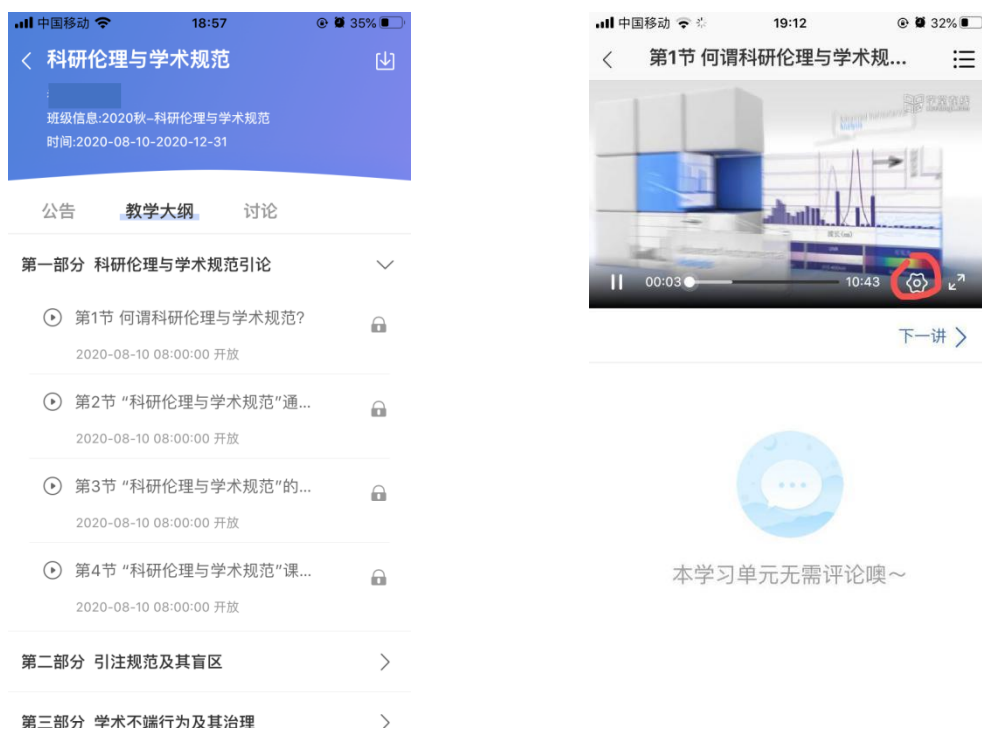 中国移动 18:57 35%
科研伦理与学术规范
班级信息:2020秋–科研伦理与学术规范
时间:2020-08-10-2020-12-31
公告 教学大纲 讨论
第一部分 科研伦理与学术规范引论
第1节 何谓科研伦理与学术规范?
2020-08-10 08:00:00 开放
第2节 “科研伦理与学术规范”通...
2020-08-10 08:00:00 开放
第3节 “科研伦理与学术规范”的...
2020-08-10 08:00:00 开放
第4节 “科研伦理与学术规范”课...
2020-08-10 08:00:00 开放
第二部分 引注规范及其盲区
第三部分 学术不端行为及其治理
中国移动 19:12 32%
第1节 何谓科研伦理与学术规...
00:03 10:43
下一讲
本学习单元无需评论噢～